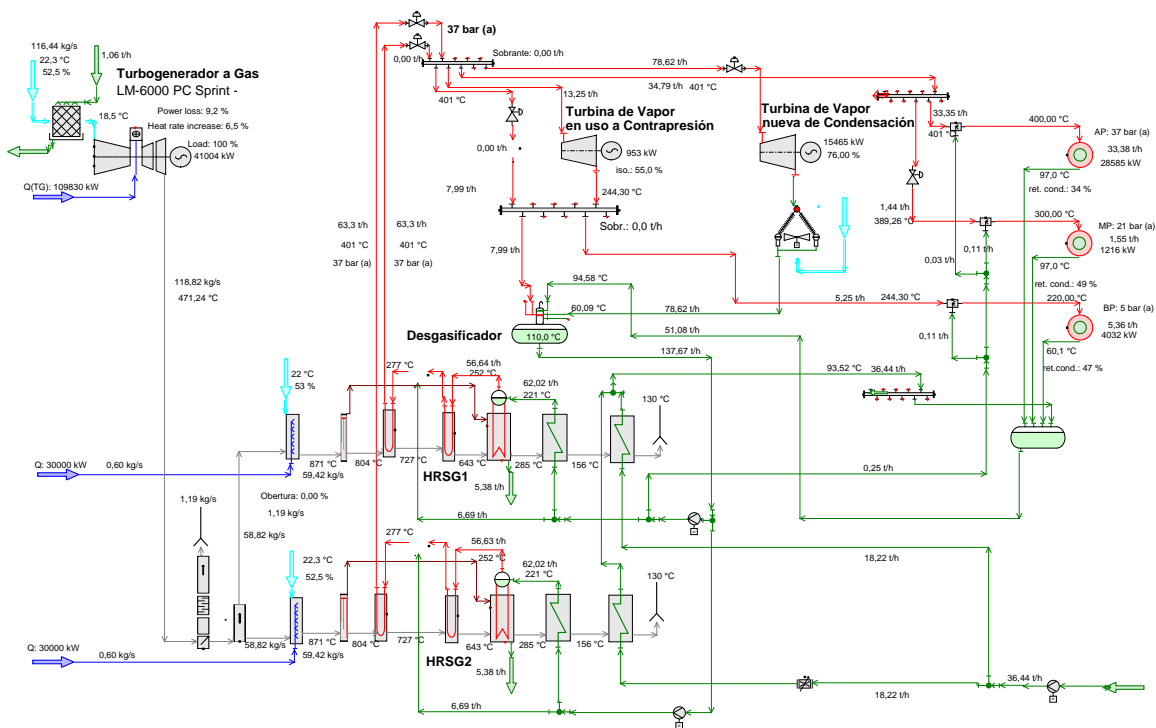 37 bar (a)
116,44 kg/s
22,3 °C
52,5 %
1,06 t/h
Turbogenerador a Gas
LM-6000 PC Sprint -
Power loss: 9,2 %
Heat rate increase: 6,5 %
18,5 °C
Load: 100 %
41004 kW
Q(TG): 109830 kW
0,00 t/h
Sobrante: 0,00 t/h
78,62 t/h
34,79 t/h
401 °C
401 °C
13,25 t/h
Turbina de Vapor
en uso a Contrapresión
Turbina de Vapor
nueva de Condensación
953 kW
iso.: 55,0 %
15465 kW
76,00 %
0,00 t/h
7,99 t/h
244,30 °C
Sobr.: 0,0 t/h
7,99 t/h
33,35 t/h
401 °C
400,00 °C
AP: 37 bar (a)
33,38 t/h
28585 kW
97,0 °C
ret. cond.: 34 %
1,44 t/h
389,26 °C
300,00 °C
MP: 21 bar (a)
1,55 t/h
1216 kW
0,11 t/h
0,03 t/h
97,0 °C
ret. cond.: 49 %
5,25 t/h
244,30 °C
220,00 °C
BP: 5 bar (a)
5,36 t/h
4032 kW
0,11 t/h
60,1 °C
ret.cond.: 47 %
63,3 t/h
401 °C
37 bar (a)
63,3 t/h
401 °C
37 bar (a)
118,82 kg/s
471,24 °C
94,58 °C
60,09 °C
78,62 t/h
51,08 t/h
Desgasificador
110,0 °C
137,67 t/h
22 °C
53 %
277 °C
56,64 t/h
252 °C
62,02 t/h
221 °C
93,52 °C
36,44 t/h
130 °C
Q: 30000 kW
0,60 kg/s
871 °C
59,42 kg/s
804 °C
727 °C
643 °C
285 °C
156 °C
HRSG1
5,38 t/h
0,25 t/h
6,69 t/h
1,19 kg/s
Obertura: 0,00 %
1,19 kg/s
58,82 kg/s
22,3 °C
52,5 %
277 °C
56,63 t/h
252 °C
62,02 t/h
221 °C
18,22 t/h
130 °C
Q: 30000 kW
0,60 kg/s
58,82 kg/s
871 °C
59,42 kg/s
804 °C
727 °C
643 °C
285 °C
156 °C
HRSG2
5,38 t/h
6,69 t/h
18,22 t/h
36,44 t/h